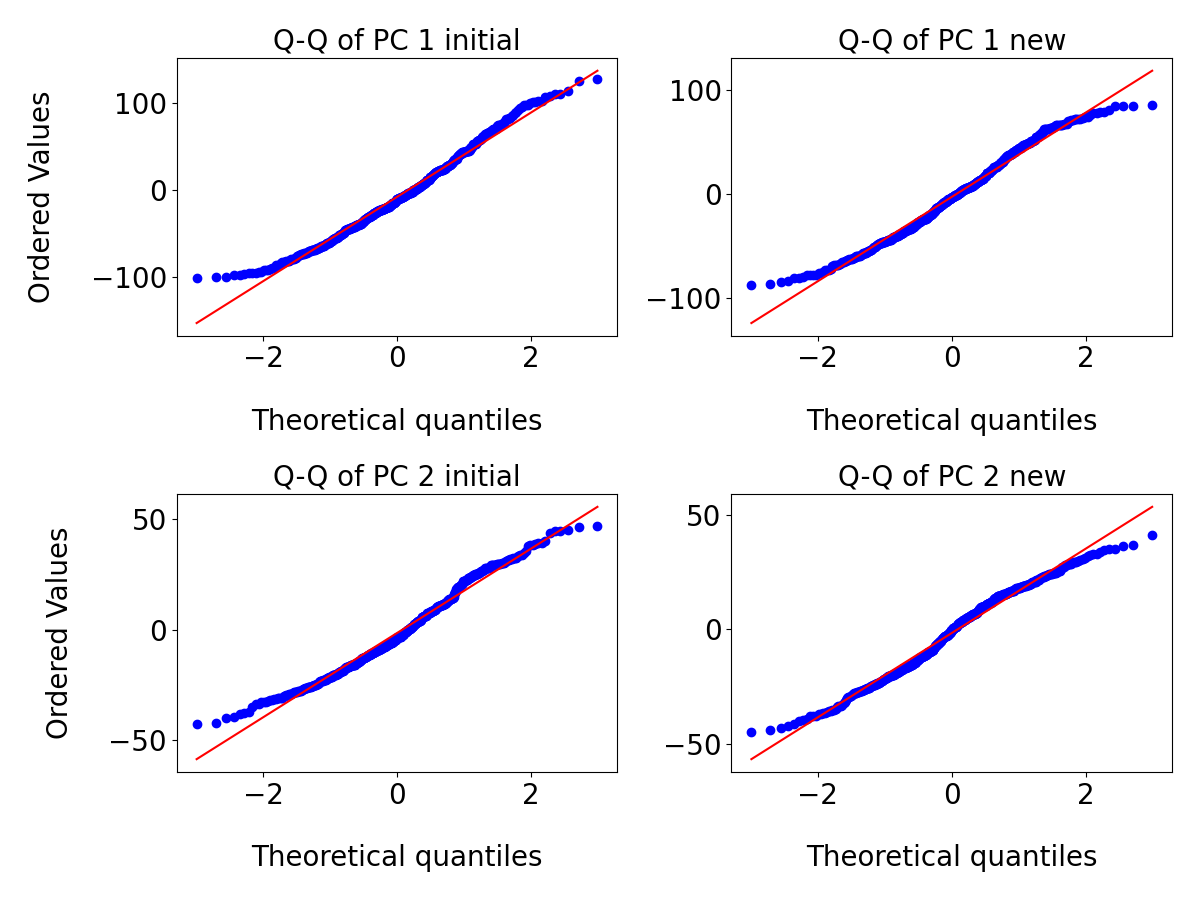 Q-Q of PC 1 initial
Ordered Values
100
0
−100
−2 0 2
Theoretical quantiles
Q-Q of PC 1 new
100
0
−100
−2 0 2
Theoretical quantiles
Q-Q of PC 2 initial
Ordered Values
50
0
−50
−2 0 2
Theoretical quantiles
Q-Q of PC 2 new
50
0
−50
−2 0 2
Theoretical quantiles